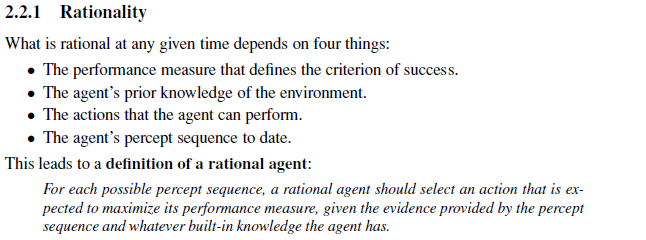 2.2.1 Rationality
What is rational at any given time depends on four things:
• The performance measure that defines the criterion of success.
• The agent's prior knowledge of the environment.
• The actions that the agent can perform.
• The agent's percept sequence to date.
This leads to a definition of a rational agent:
For each possible percept sequence, a rational agent should select an action that is ex-
pected to maximize its performance measure, given the evidence provided by the percept
sequence and whatever built-in knowledge the agent has.